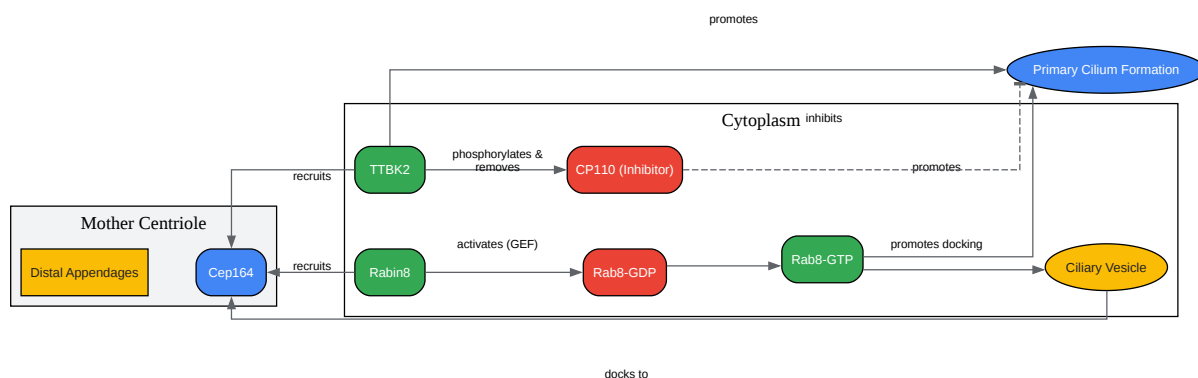 promotes
Primary Cilium Formation
Cytoplasm
inhibits
TTBK2
phosphorylates &
removes
CP110 (Inhibitor)
promotes
recruits
Mother Centriole
Distal Appendages
Cep164
recruits
Rabin8
activates (GEF)
Rab8-GDP
Rab8-GTP
promotes docking
Ciliary Vesicle
docks to